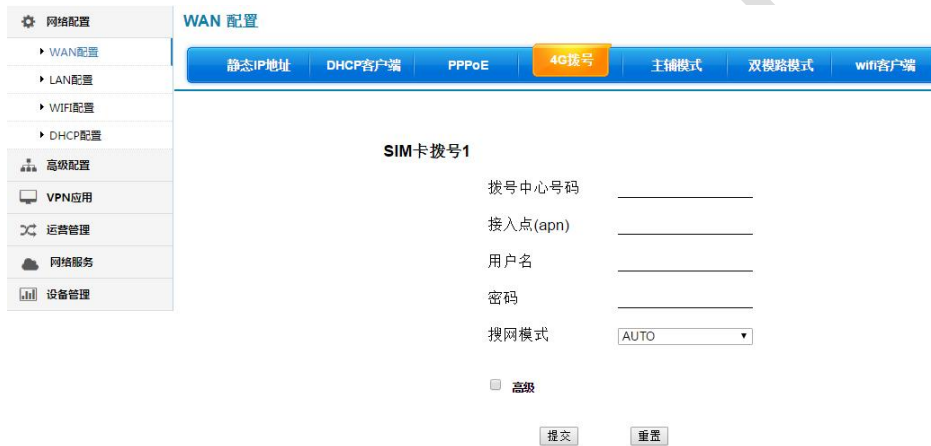 网络配置
WAN配置
LAN配置
WIFI配置
DHCP配置
高级配置
VPN应用
运营管理
网络服务
设备管理
WAN 配置
静态IP地址 DHCP客户端 PPPoE 4G拨号 主辅模式 双模路模式 wifi客户端
SIM卡拨号1
拨号中心号码
接入点(apn)
用户名
密码
搜网模式 AUTO
高级
提交 重置